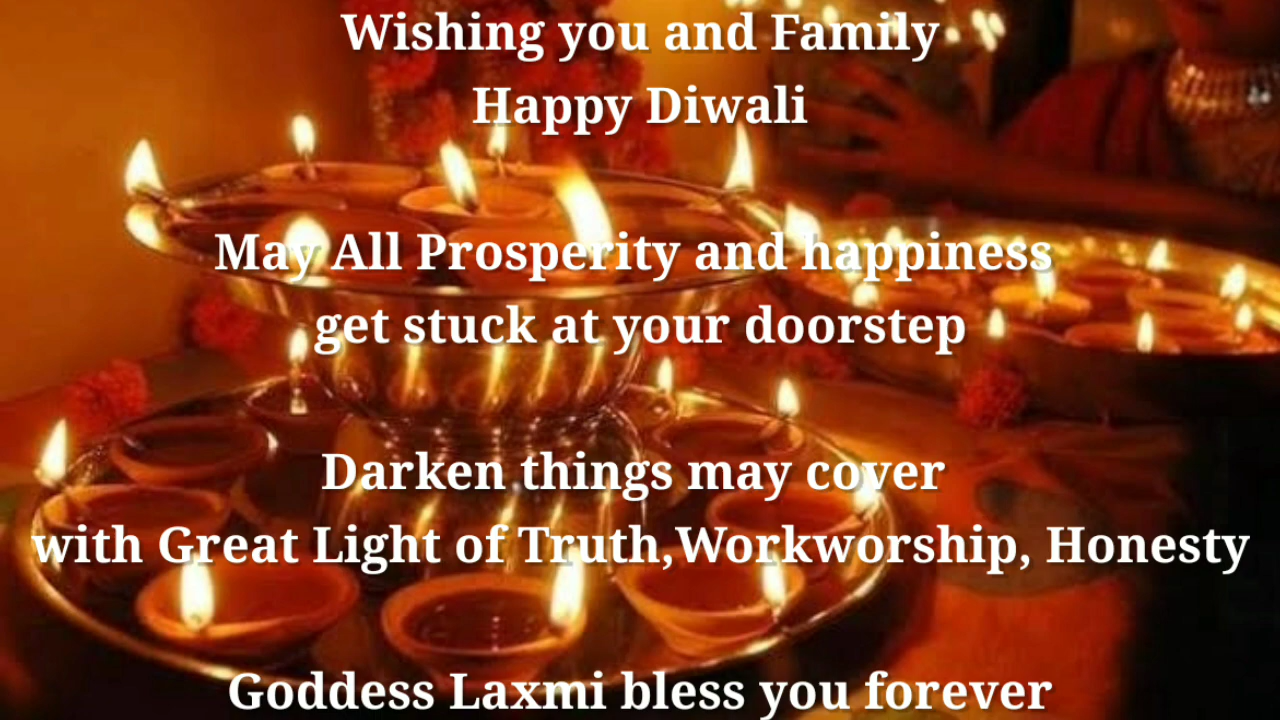 Wishing you and Family
Happy Diwali
May All Prosperity and happiness
get stuck at your doorstep
Darken things may cover
with Great Light of Truth,Workworship, Honesty
Goddess Laxmi bless you forever